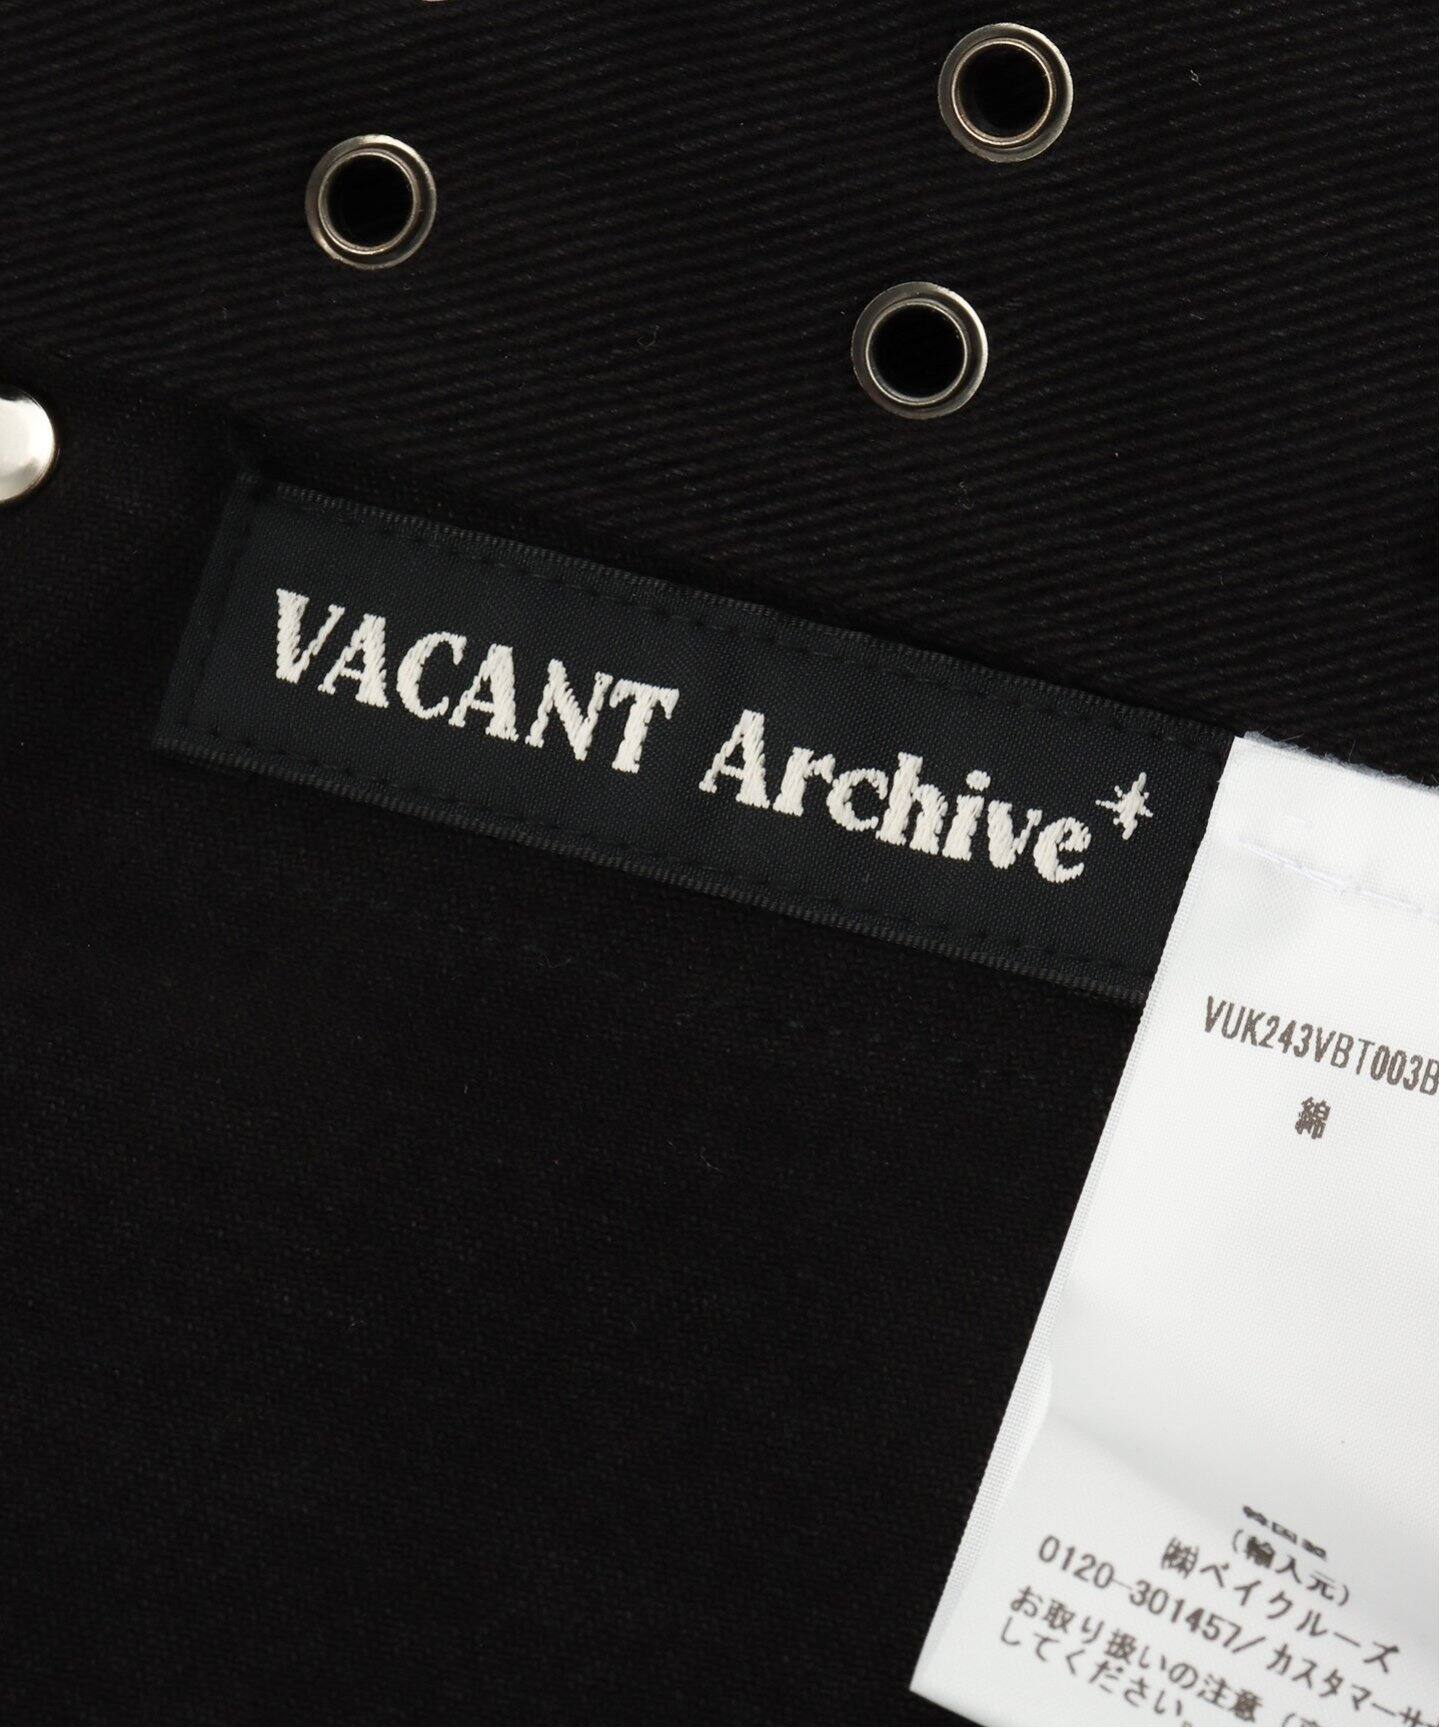 VACANT Archive
VUK243VBT003B
綿
(輸入元)
㈱ベイクルーズ
0120-301457/カスタマーサ
お取り扱いの注意
してください。